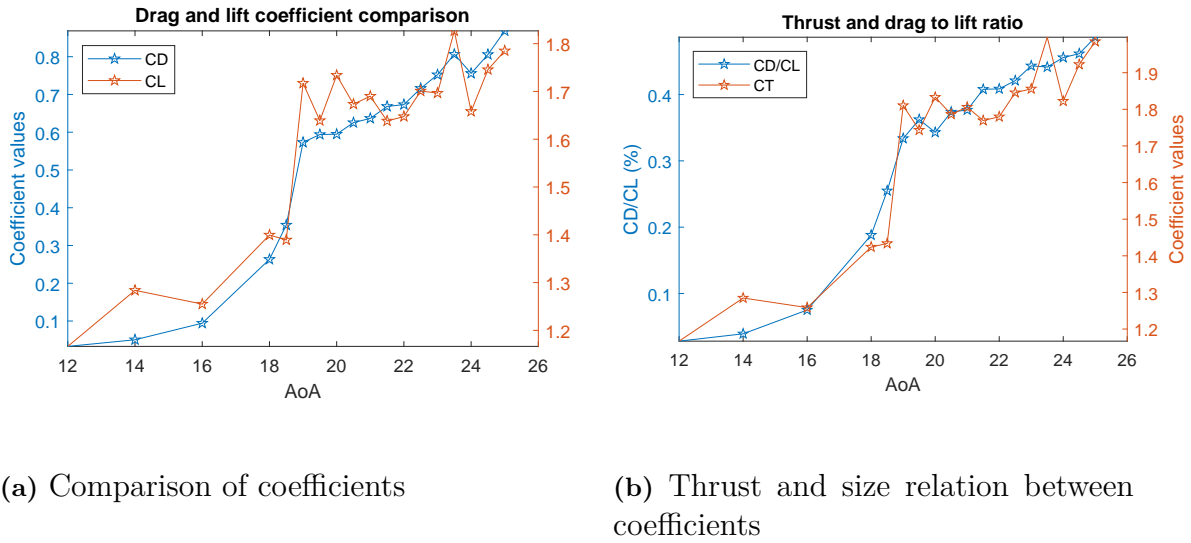 Drag and lift coefficient comparison
CD
CL
Coefficient values
0.8
0.7
0.6
0.5
0.4
0.3
0.2
0.1
1.8
1.7
1.6
1.5
1.4
1.3
1.2
12 14 16 18 20 22 24 26
AoA
Thrust and drag to lift ratio
CD/CL
CT
CD/CL (%)
0.4
0.3
0.2
0.1
1.9
1.8
1.7
1.6
1.5
1.4
1.3
1.2
Coefficient values
12 14 16 18 20 22 24 26
AoA
(a) Comparison of coefficients
(b) Thrust and size relation between
coefficients